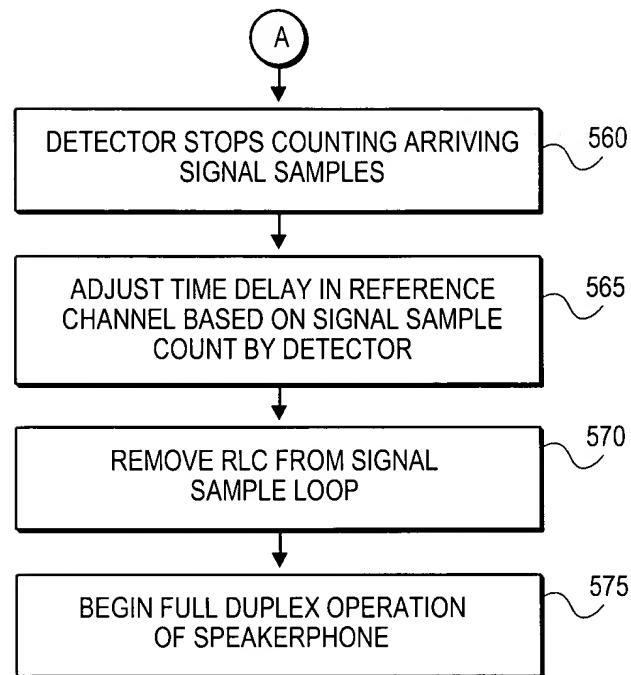 A
DETECTOR STOPS COUNTING ARRIVING
SIGNAL SAMPLES
560
ADJUST TIME DELAY IN REFERENCE
CHANNEL BASED ON SIGNAL SAMPLE
COUNT BY DETECTOR
565
REMOVE RLC FROM SIGNAL
SAMPLE LOOP
570
BEGIN FULL DUPLEX OPERATION
OF SPEAKERPHONE
575